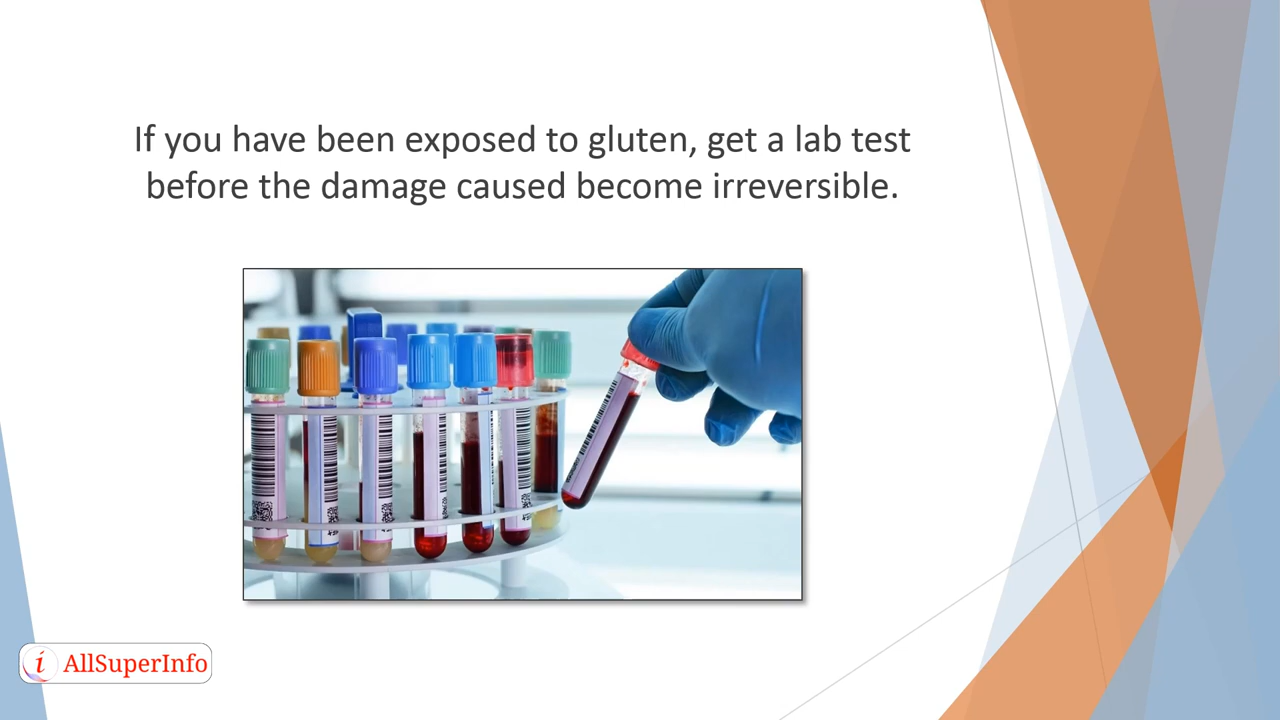 If you have been exposed to gluten, get a lab test
before the damage caused become irreversible.
i AllSuperInfo